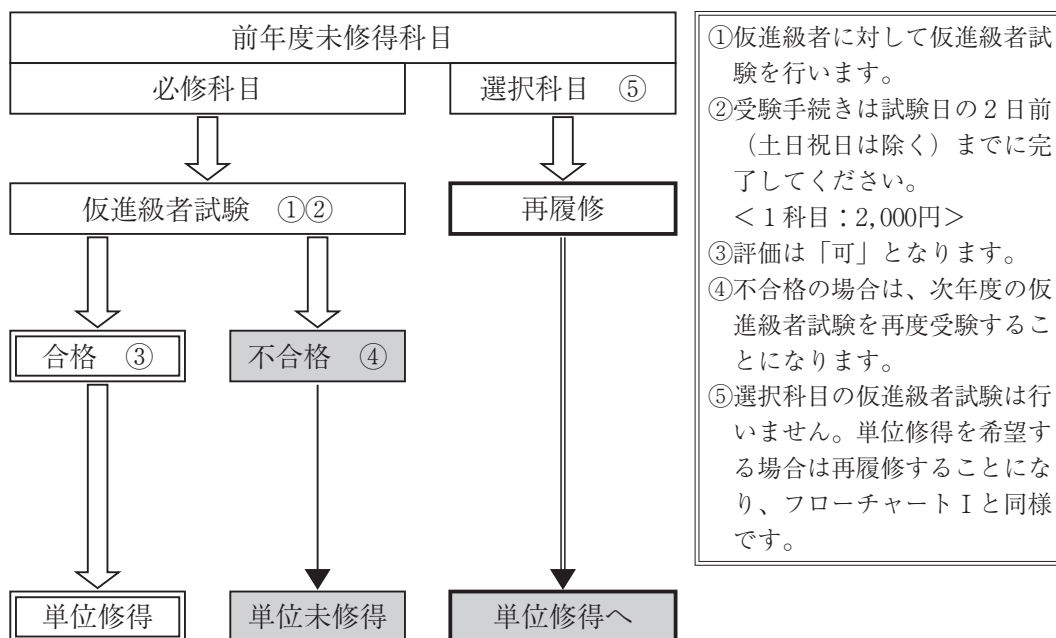 前年度未修得科目
必修科目
選択科目　⑤
仮進級者試験　①②
再履修
合格　③
不合格　④
単位修得
単位未修得
単位修得へ
①仮進級者に対して仮進級者試
験を行います。
②受験手続きは試験日の２日前
（土日祝日は除く）までに完
了してください。
＜１科目：2,000円＞
③評価は「可」となります。
④不合格の場合は、次年度の仮
進級者試験を再度受験するこ
とになります。
⑤選択科目の仮進級者試験は行
いません。単位修得を希望す
る場合は再履修することにな
り、フローチャートⅠと同様
です。